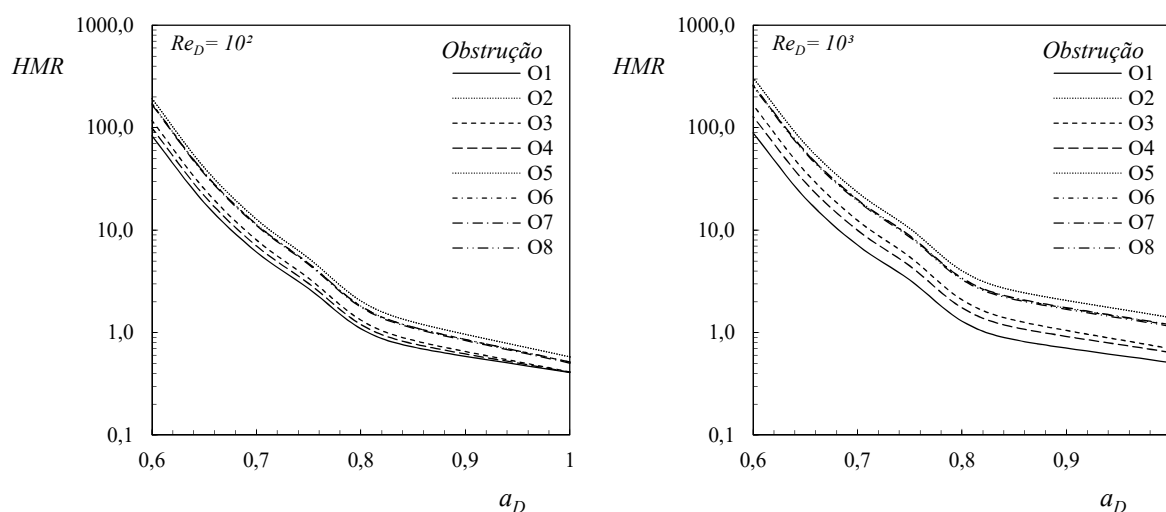 1000,0
Re_D = 10²
Obstrução
HMR
O1
O2
100,0
O3
O4
O5
10,0
O6
O7
O8
1,0
0,1
0,6 0,7 0,8 0,9 1
a_D
1000,0
Re_D = 10³
Obstrução
HMR
O1
O2
100,0
O3
O4
O5
10,0
O6
O7
O8
1,0
0,1
0,6 0,7 0,8 0,9
a_D